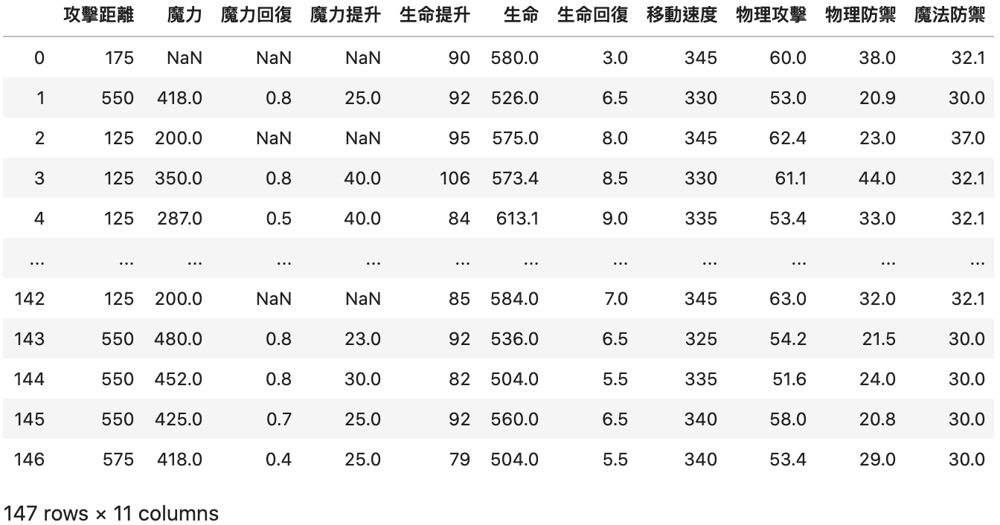 攻擊距離 魔力 魔力回復 魔力提升 生命提升 生命 生命回復 移動速度 物理攻擊 物理防禦 魔法防禦
0 175 NaN NaN NaN 90 580.0 3.0 345 60.0 38.0 32.1
1 550 418.0 0.8 25.0 92 526.0 6.5 330 53.0 20.9 30.0
2 125 200.0 NaN NaN 95 575.0 8.0 345 62.4 23.0 37.0
3 125 350.0 0.8 40.0 106 573.4 8.5 330 61.1 44.0 32.1
4 125 287.0 0.5 40.0 84 613.1 9.0 335 53.4 33.0 32.1
... ... ... ... ... ... ... ... ... ... ... ...
142 125 200.0 NaN NaN 85 584.0 7.0 345 63.0 32.0 32.1
143 550 480.0 0.8 23.0 92 536.0 6.5 325 54.2 21.5 30.0
144 550 452.0 0.8 30.0 82 504.0 5.5 335 51.6 24.0 30.0
145 550 425.0 0.7 25.0 92 560.0 6.5 340 58.0 20.8 30.0
146 575 418.0 0.4 25.0 79 504.0 5.5 340 53.4 29.0 30.0
147 rows × 11 columns